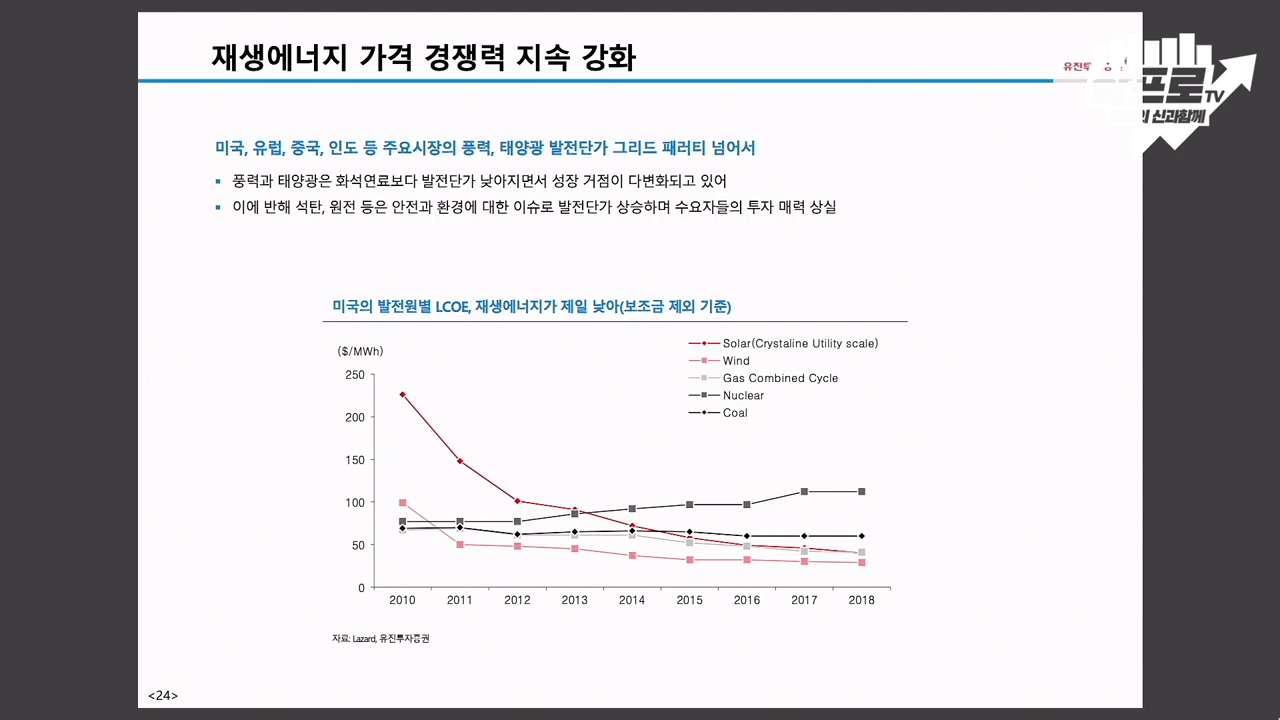 재생에너지 가격 경쟁력 지속 강화
유진투
프로TV
신과함께
미국, 유럽, 중국, 인도 등 주요시장의 풍력, 태양광 발전단가 그리드 패러티 넘어서
▪ 풍력과 태양광은 화석연료보다 발전단가 낮아지면서 성장 거점이 다변화되고 있어
▪ 이에 반해 석탄, 원전 등은 안전과 환경에 대한 이슈로 발전단가 상승하며 수요자들의 투자 매력 상실
미국의 발전원별 LCOE, 재생에너지가 제일 낮아(보조금 제외 기준)
($/MWh)
Solar(Crystaline Utility scale)
Wind
Gas Combined Cycle
Nuclear
Coal
250
200
150
100
50
0
2010 2011 2012 2013 2014 2015 2016 2017 2018
자료: Lazard, 유진투자증권
<24>